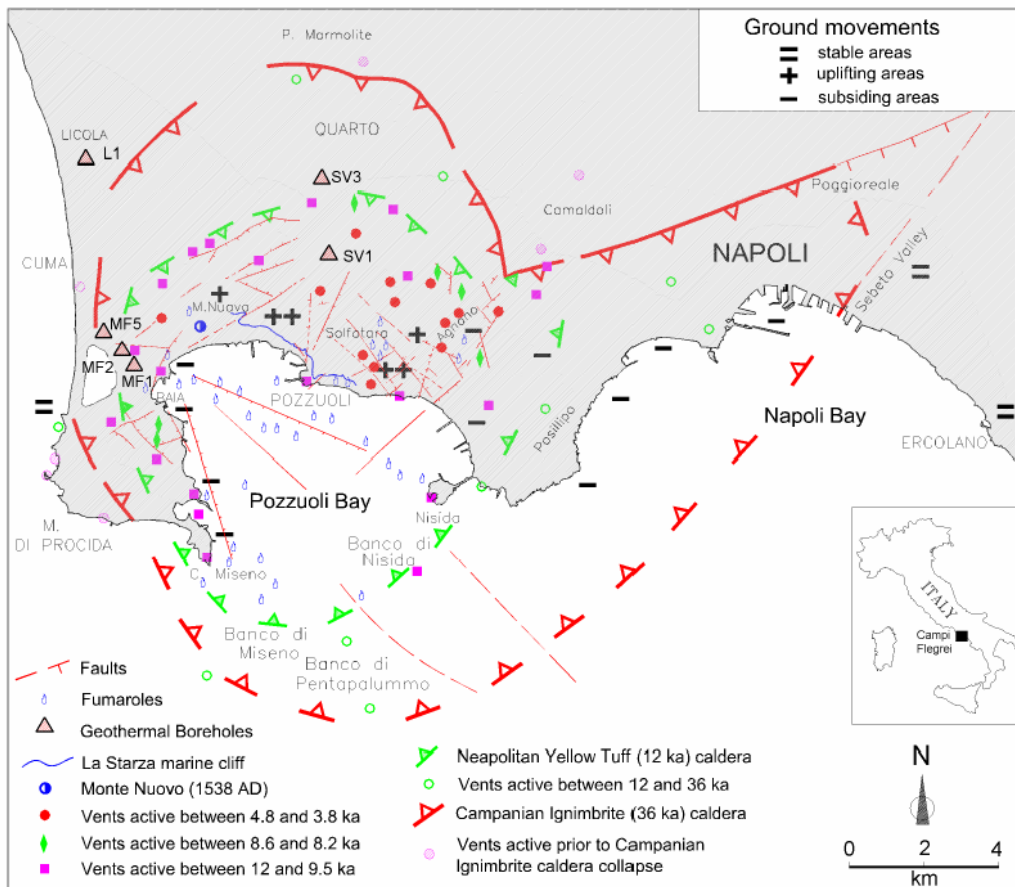 P. Marmolite
Ground movements
stable areas
uplifting areas
subsiding areas
LICOLA
L1
QUARTO
SV3
Camaldoli
Poggioreale
CUMA
SV1
NAPOLI
Sebeto Valley
M.Nuova
Solfatara
Agnano
MF5
MF2
MF1
BAIA
POZZUOLI
Posillipo
Napoli Bay
ERCOLANO
Pozzuoli Bay
Nisida
M.
DI PROCIDA
Banco di
Nisida
C. Miseno
Banco di
Miseno
Banco di
Pentapalummo
ITALY
Campi
Flegrei
Faults
Fumaroles
Geothermal Boreholes
La Starza marine cliff
Monte Nuovo (1538 AD)
Vents active between 4.8 and 3.8 ka
Vents active between 8.6 and 8.2 ka
Vents active between 12 and 9.5 ka
Neapolitan Yellow Tuff (12 ka) caldera
Vents active between 12 and 36 ka
Campanian Ignimbrite (36 ka) caldera
Vents active prior to Campanian
Ignimbrite caldera collapse
N
0 2 4
km